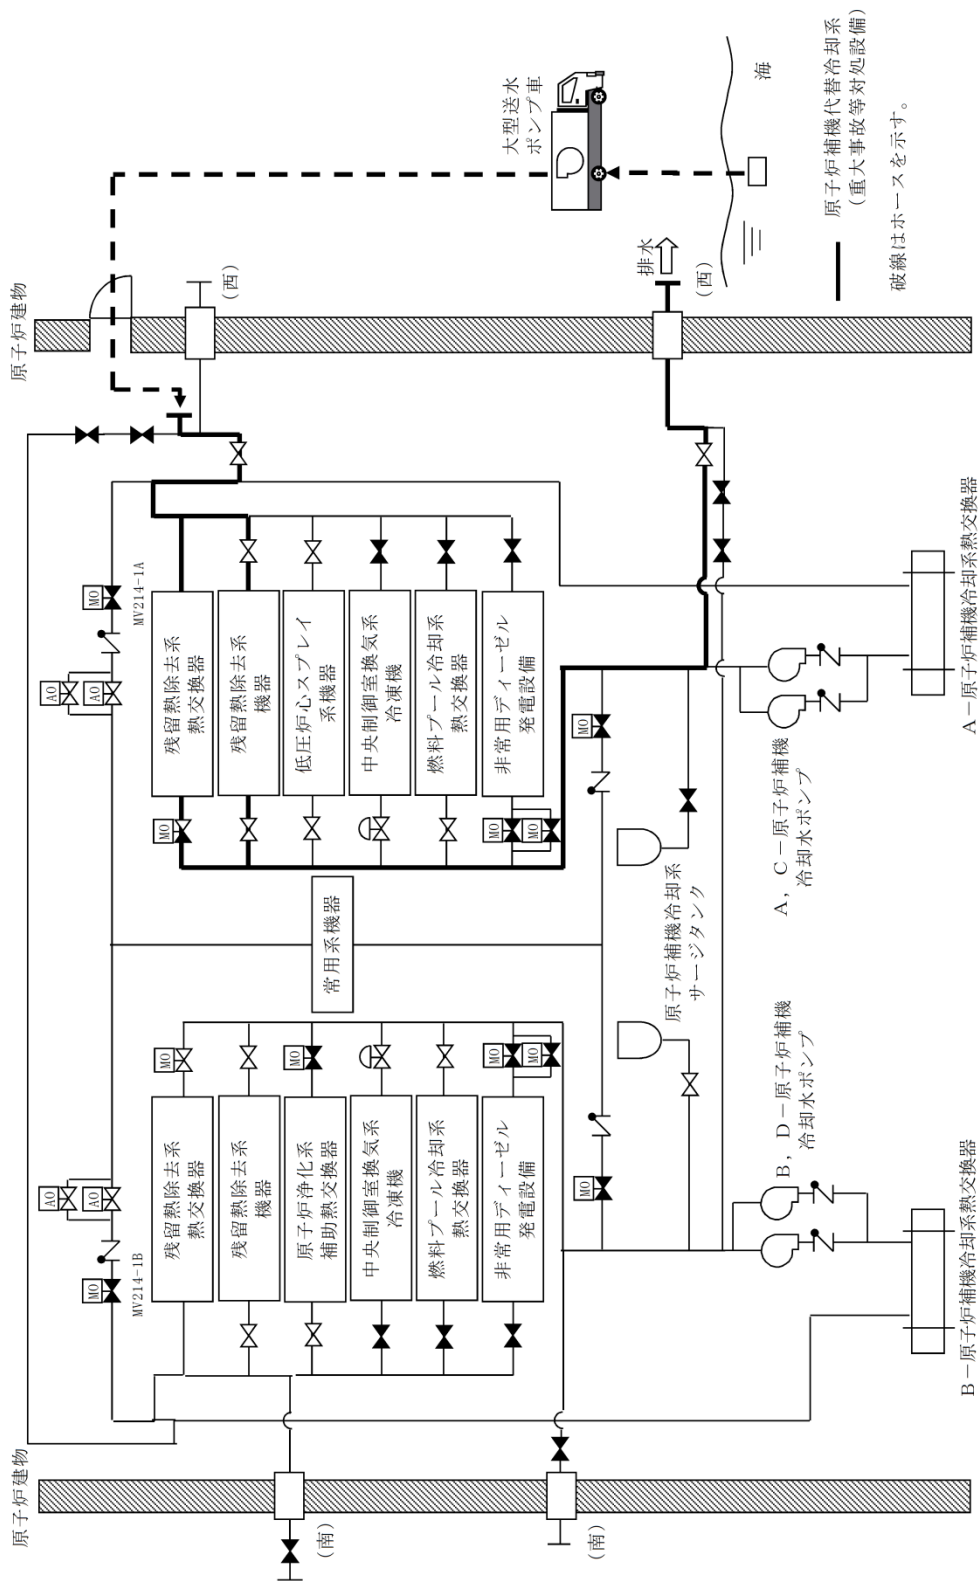 原子炉建物
(南)
(南)
B－原子炉補機冷却系熱交換器
MO
MV214-1B
AO
AO
残留熱除去系
熱交換器
残留熱除去系
機器
原子炉浄化系
補助熱交換器
中央制御室換気系
冷凍機
燃料プール冷却系
熱交換器
非常用ディーゼル
発電設備
MO
MO
MO
MO
MO
B，D－原子炉補機
冷却水ポンプ
常用系機器
原子炉補機冷却系
サージタンク
AO
AO
MO
MV214-1A
MO
残留熱除去系
熱交換器
残留熱除去系
機器
低圧炉心スプレイ
系機器
中央制御室換気系
冷凍機
燃料プール冷却系
熱交換器
非常用ディーゼル
発電設備
MO
MO
MO
A，C－原子炉補機
冷却水ポンプ
A－原子炉補機冷却系熱交換器
原子炉建物
(西)
排水
(西)
大型送水
ポンプ車
海
原子炉補機代替冷却系
(重大事故等対処設備)
破線はホースを示す。